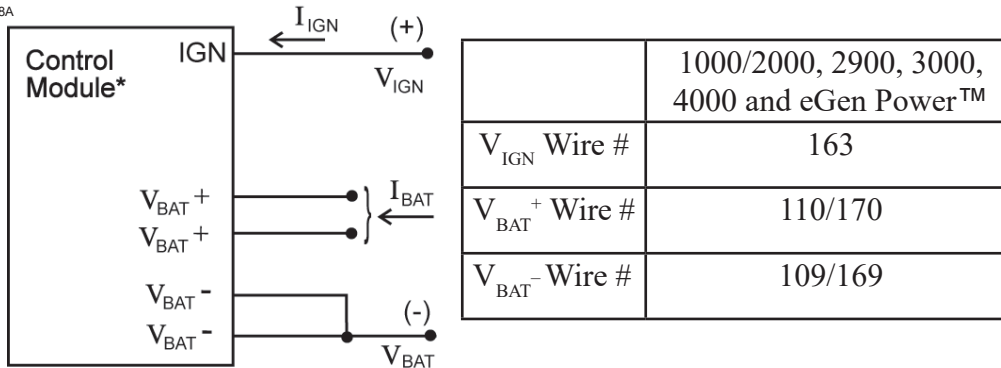 8A
Control
Module*
IGN
I_IGN
(+)
V_IGN
V_BAT +
V_BAT +
I_BAT
V_BAT -
V_BAT -
(-)
V_BAT
1000/2000, 2900, 3000,
4000 and eGen Power™
V_IGN Wire # 163
V_BAT^+ Wire # 110/170
V_BAT^– Wire # 109/169